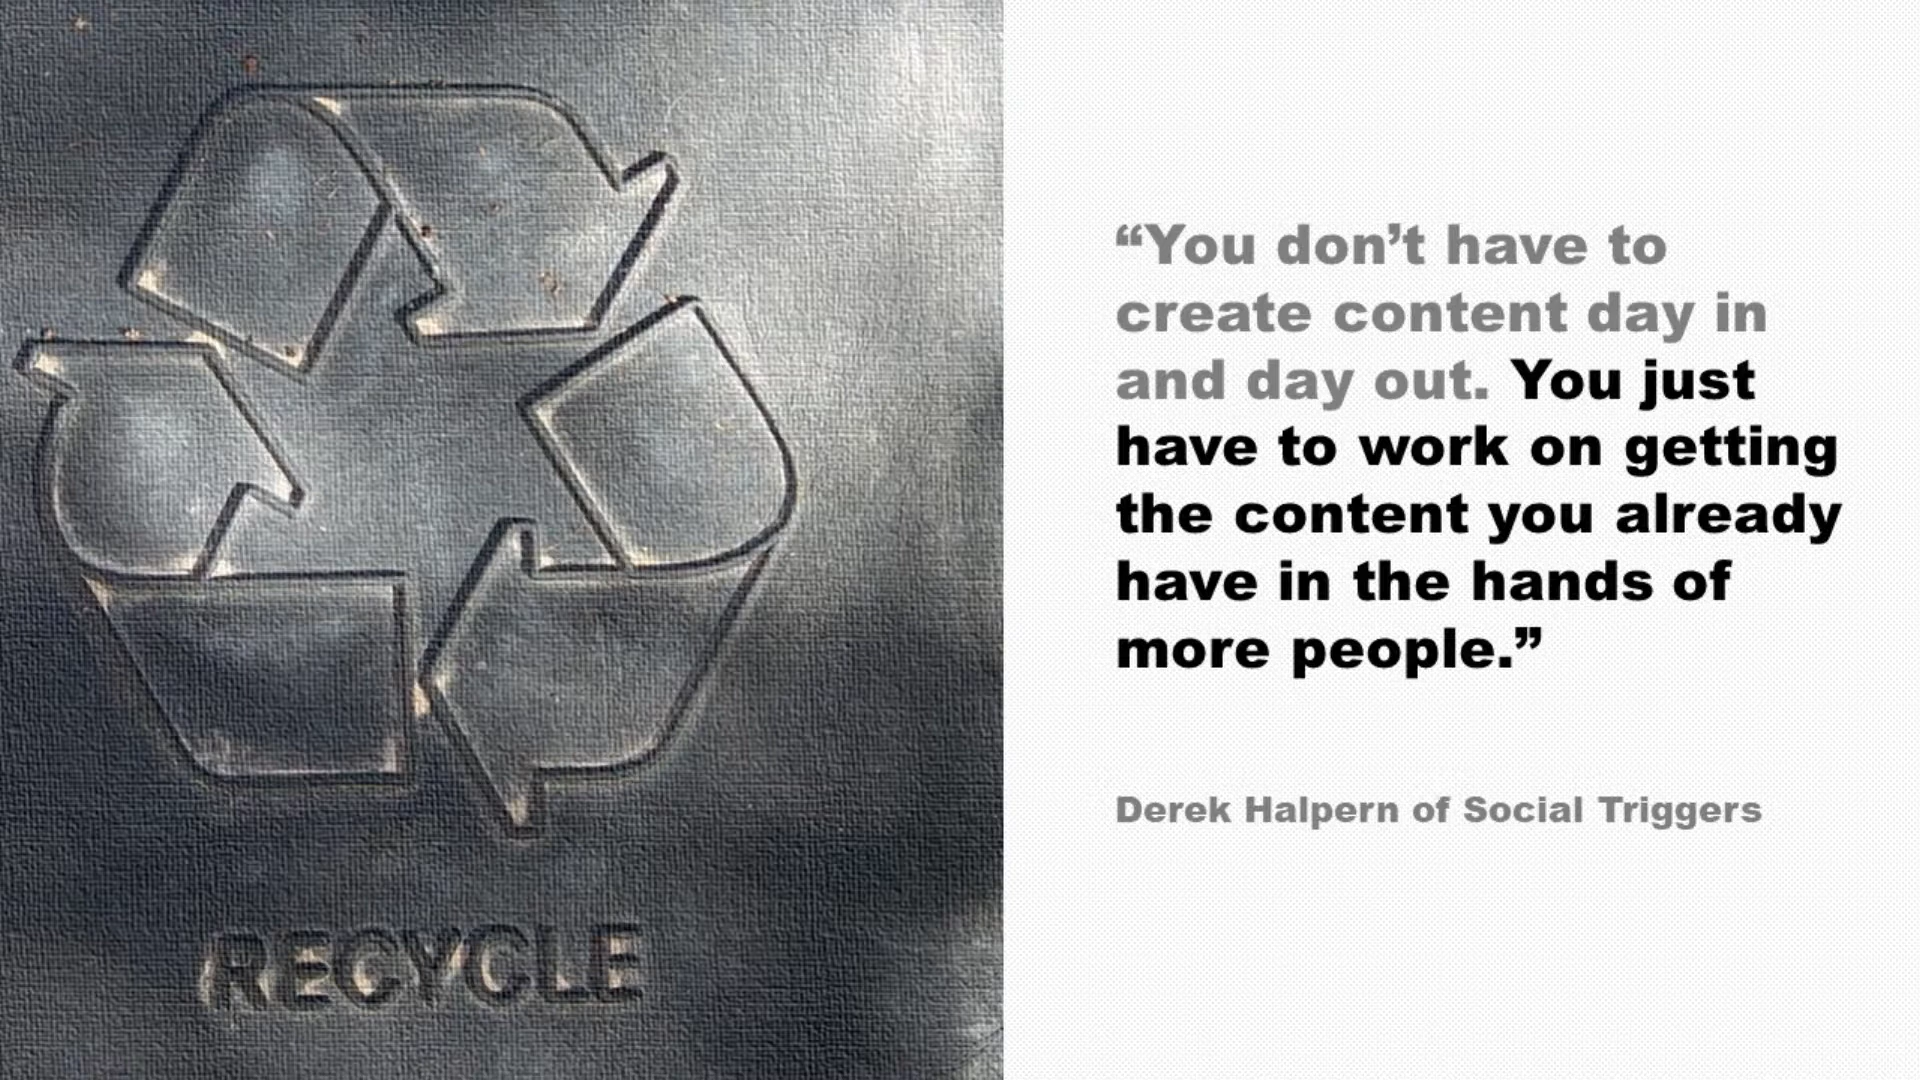 RECYCLE
“You don’t have to
create content day in
and day out. You just
have to work on getting
the content you already
have in the hands of
more people.”
Derek Halpern of Social Triggers